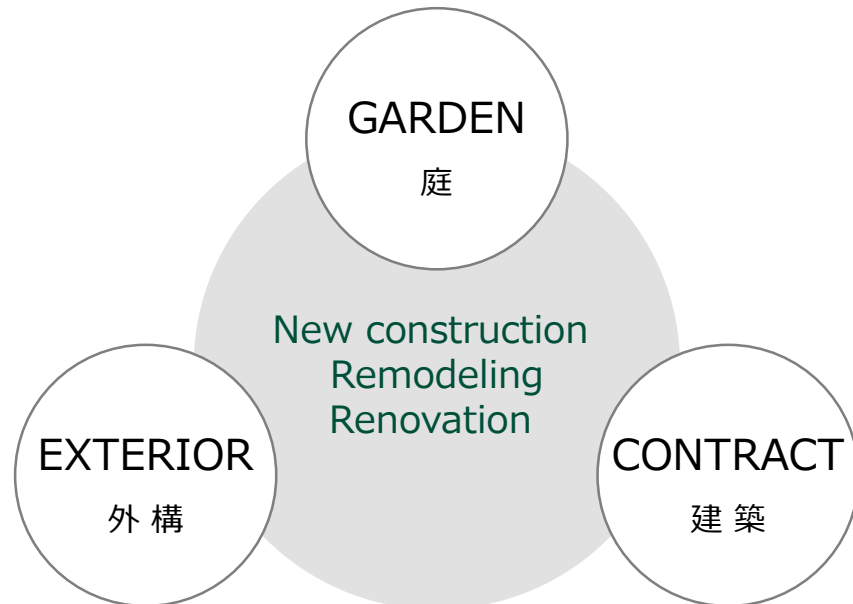 GARDEN
庭
New construction
Remodeling
Renovation
EXTERIOR
外 構
CONTRACT
建 築